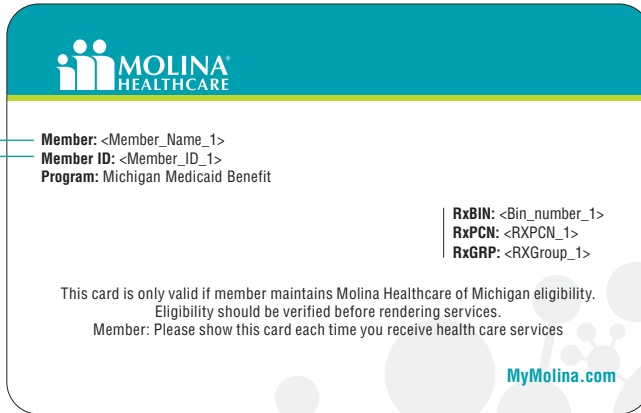 MOLINA®
HEALTHCARE
Member: <Member_Name_1>
Member ID: <Member_ID_1>
Program: Michigan Medicaid Benefit
RxBIN: <Bin_number_1>
RxPCN: <RXPCN_1>
RxGRP: <RXGroup_1>
This card is only valid if member maintains Molina Healthcare of Michigan eligibility.
Eligibility should be verified before rendering services.
Member: Please show this card each time you receive health care services
MyMolina.com